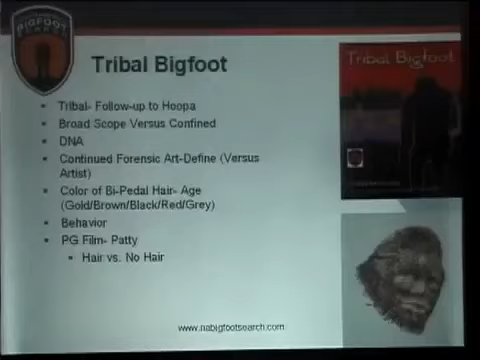 BIGFOOT
Tribal Bigfoot
Tribal Bigfoot
Tribal- Follow-up to Hoopa
Broad Scope Versus Confined
DNA
Continued Forensic Art-Define (Versus
Artist)
Color of Bi-Pedal Hair- Age
(Gold/Brown/Black/Red/Grey)
Behavior
PG Film- Patty
Hair vs. No Hair
www.nabigfootsearch.com